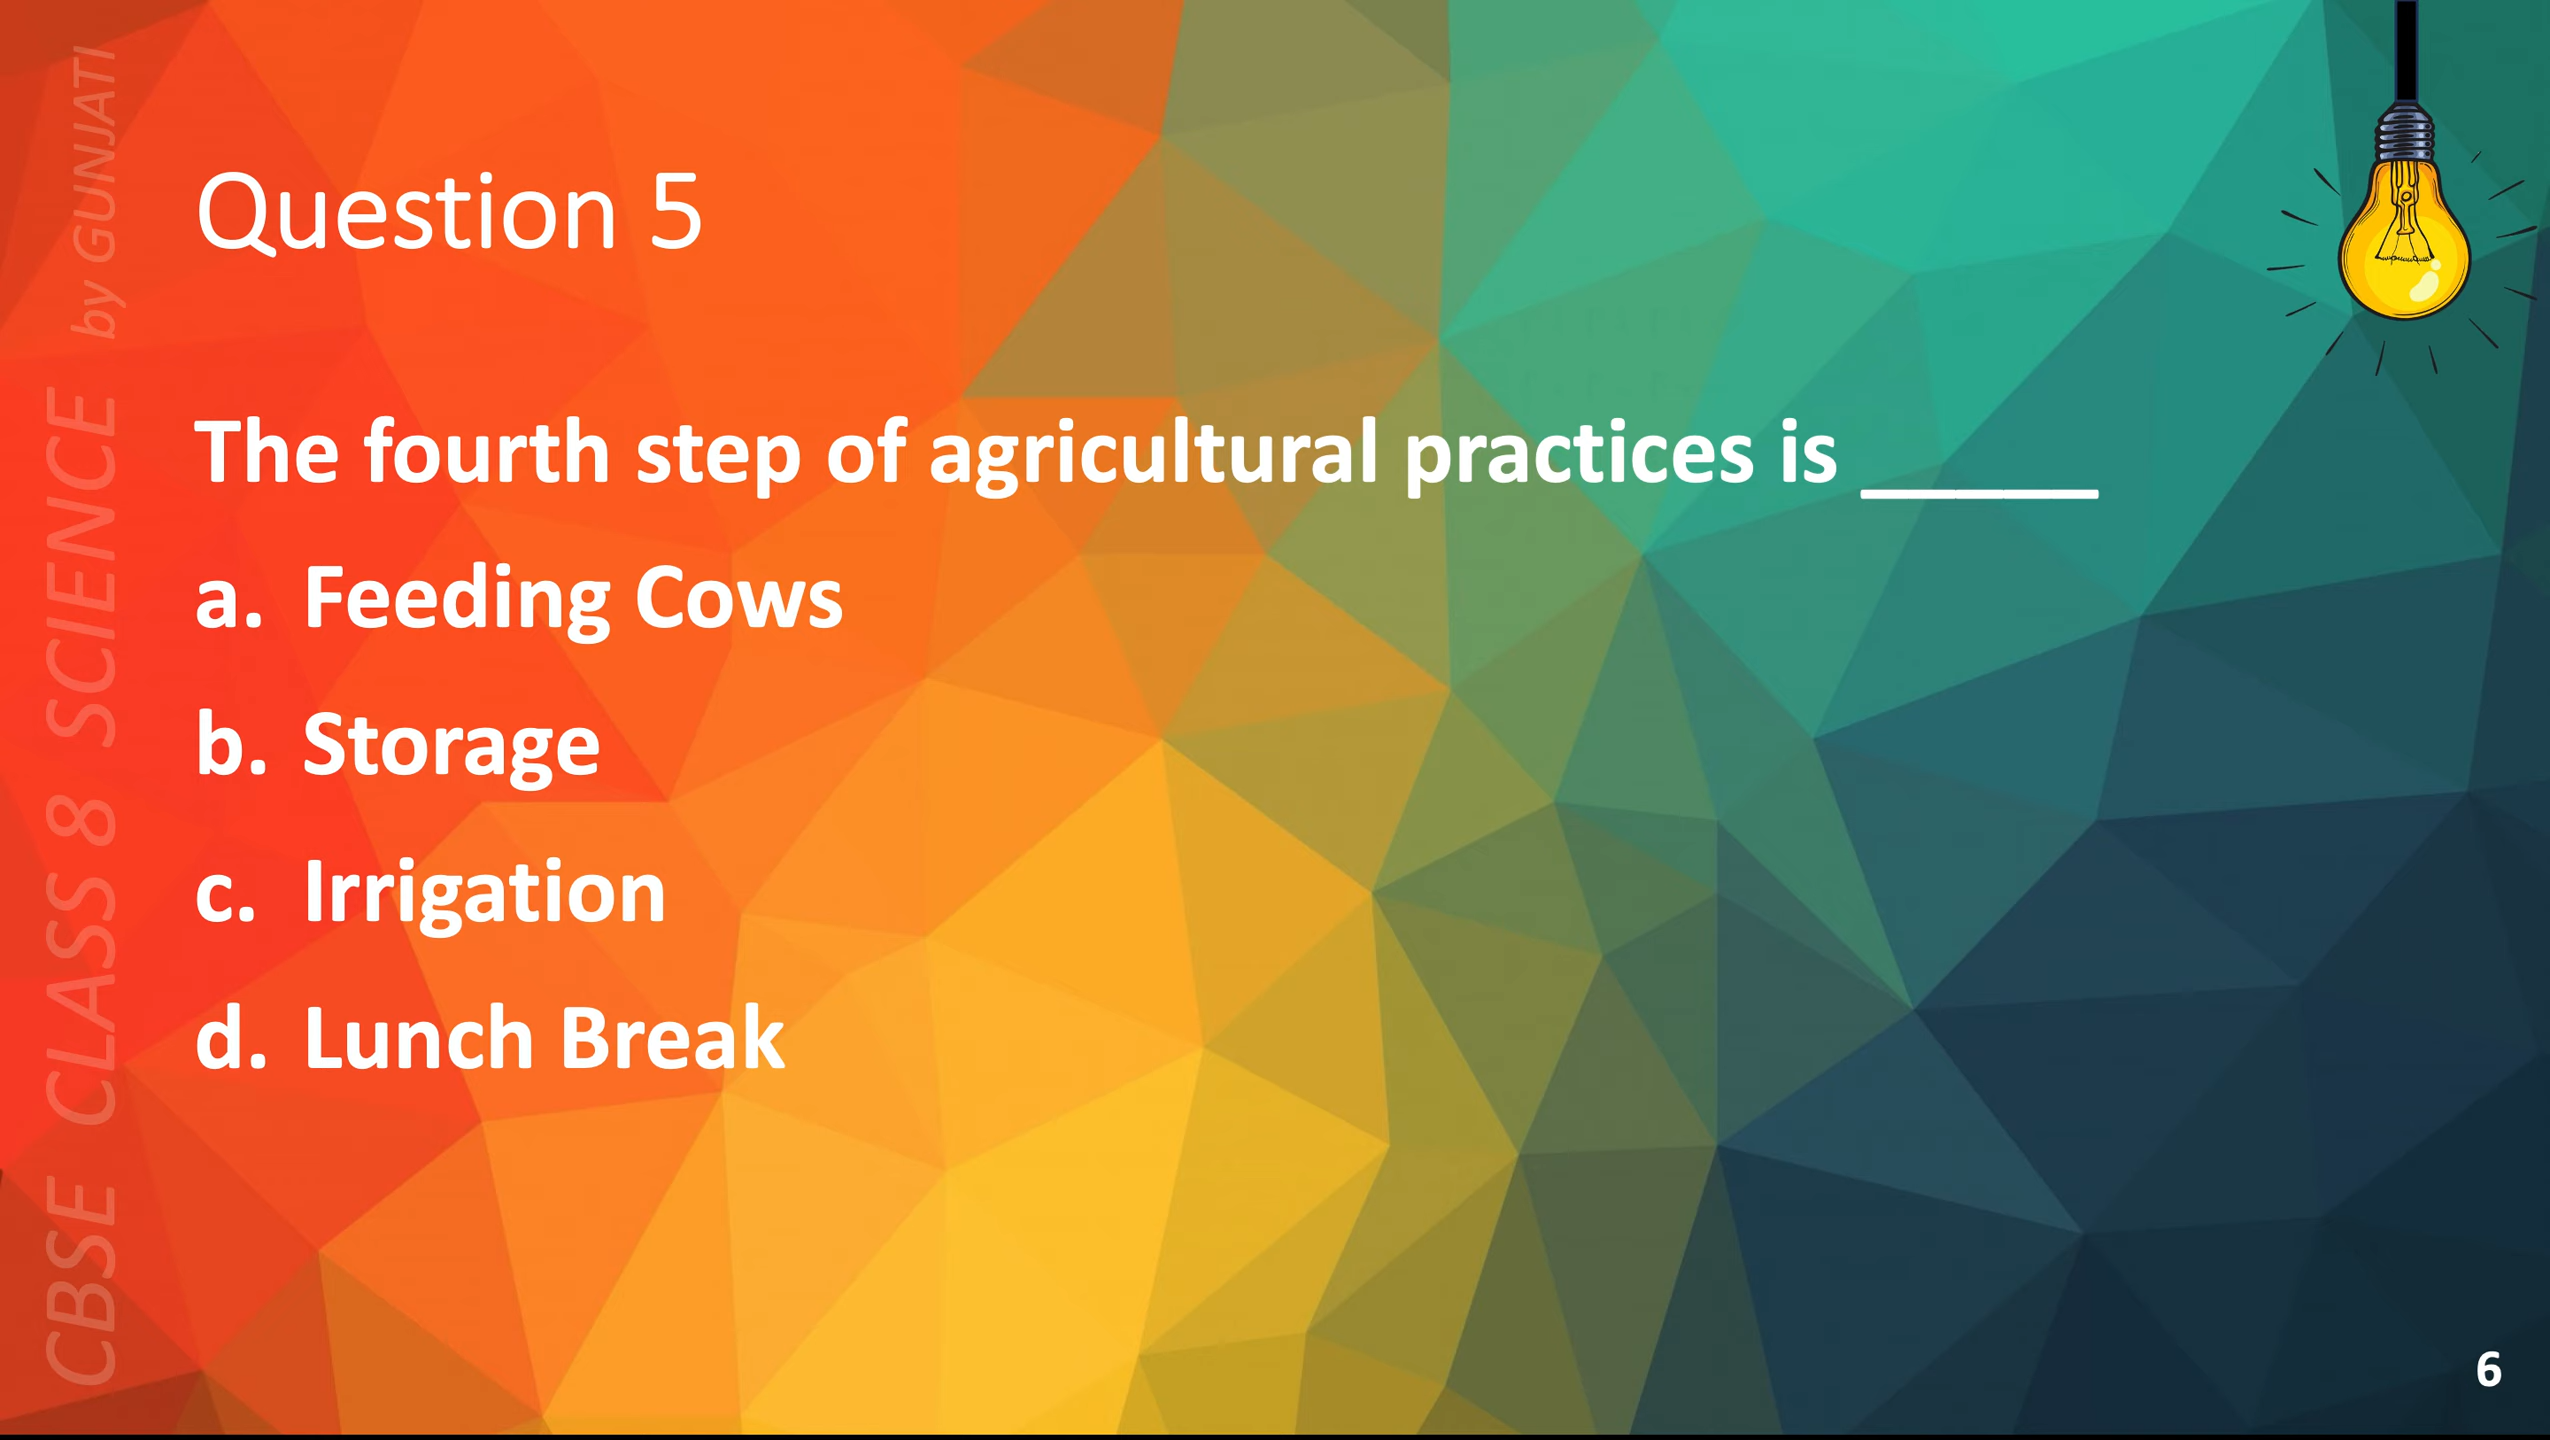 Question 5
The fourth step of agricultural practices is _____
a. Feeding Cows
b. Storage
c. Irrigation
d. Lunch Break
CBSE CLASS 8 SCIENCE by GUNJATI
6